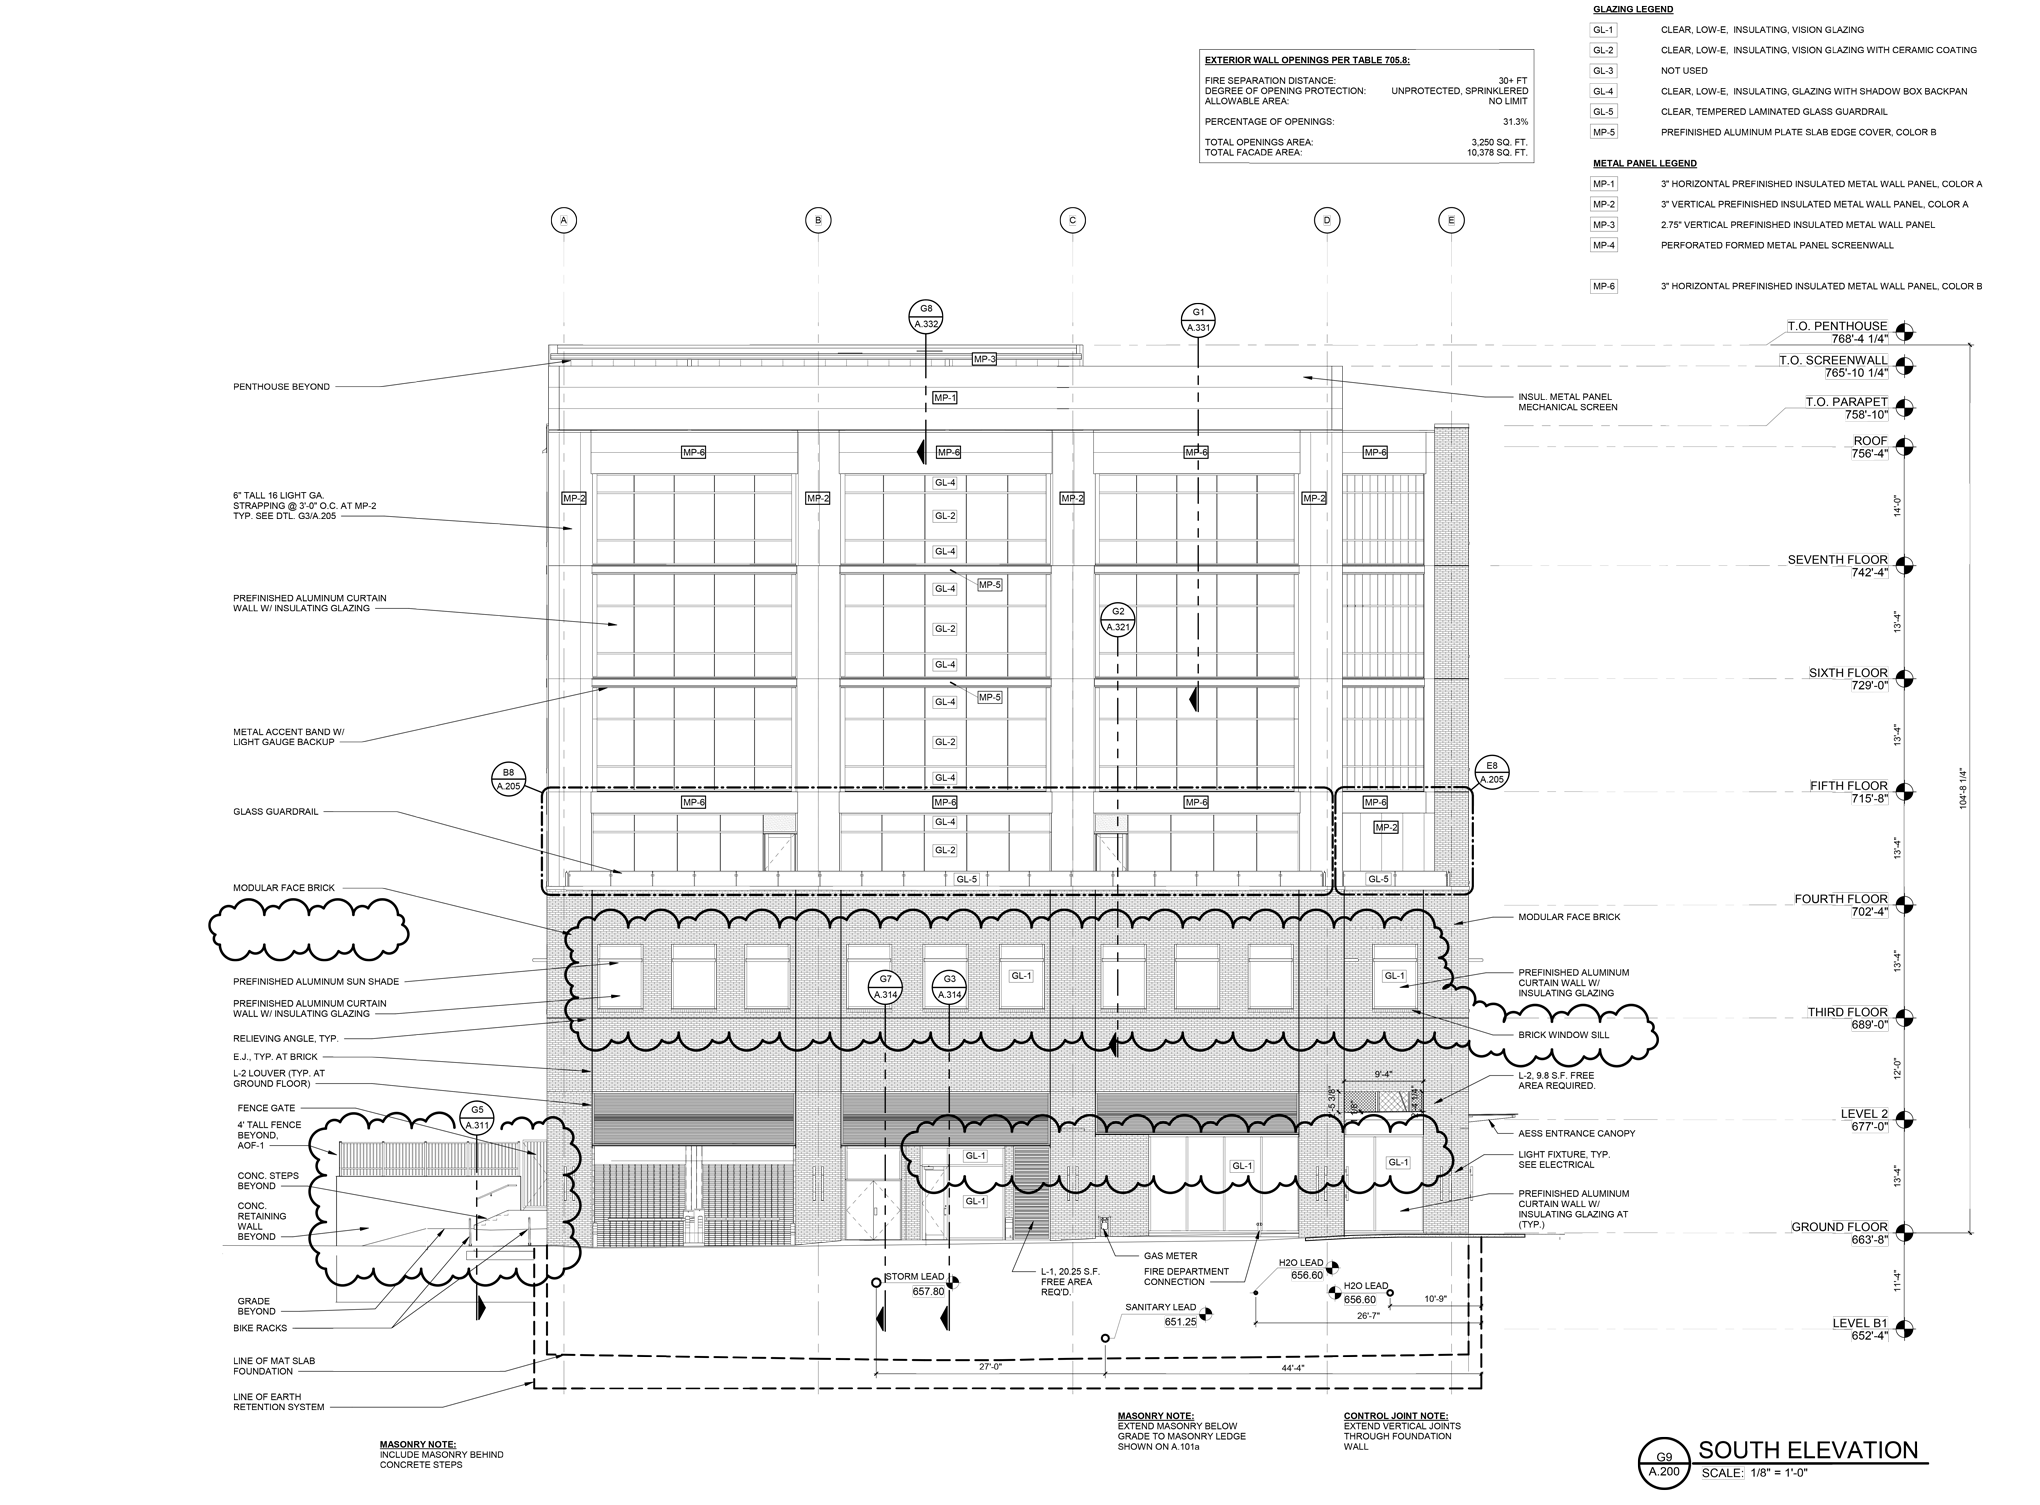 GLAZING LEGEND
GL-1 CLEAR, LOW-E, INSULATING, VISION GLAZING
GL-2 CLEAR, LOW-E, INSULATING, VISION GLAZING WITH CERAMIC COATING
GL-3 NOT USED
GL-4 CLEAR, LOW-E, INSULATING, GLAZING WITH SHADOW BOX BACKPAN
GL-5 CLEAR, TEMPERED LAMINATED GLASS GUARDRAIL
MP-5 PREFINISHED ALUMINUM PLATE SLAB EDGE COVER, COLOR B
METAL PANEL LEGEND
MP-1 3" HORIZONTAL PREFINISHED INSULATED METAL WALL PANEL, COLOR A
MP-2 3" VERTICAL PREFINISHED INSULATED METAL WALL PANEL, COLOR A
MP-3 2.75" VERTICAL PREFINISHED INSULATED METAL WALL PANEL
MP-4 PERFORATED FORMED METAL PANEL SCREENWALL
MP-6 3" HORIZONTAL PREFINISHED INSULATED METAL WALL PANEL, COLOR B
EXTERIOR WALL OPENINGS PER TABLE 705.8:
FIRE SEPARATION DISTANCE: 30+ FT
DEGREE OF OPENING PROTECTION: UNPROTECTED, SPRINKLERED
ALLOWABLE AREA: NO LIMIT
PERCENTAGE OF OPENINGS: 31.3%
TOTAL OPENINGS AREA: 3,250 SQ. FT.
TOTAL FACADE AREA: 10,378 SQ. FT.
A B C D E
G8
A.332
G1
A.331
T.O. PENTHOUSE
768'-4 1/4"
T.O. SCREENWALL
765'-10 1/4"
T.O. PARAPET
758'-10"
ROOF
756'-4"
14'-0"
SEVENTH FLOOR
742'-4"
13'-4"
SIXTH FLOOR
729'-0"
13'-4"
FIFTH FLOOR
715'-8"
13'-4"
FOURTH FLOOR
702'-4"
13'-4"
THIRD FLOOR
689'-0"
12'-0"
LEVEL 2
677'-0"
13'-4"
GROUND FLOOR
663'-8"
11'-4"
LEVEL B1
652'-4"
104'-8 1/4"
PENTHOUSE BEYOND
6" TALL 16 LIGHT GA.
STRAPPING @ 3'-0" O.C. AT MP-2
TYP. SEE DTL. G3/A.205
PREFINISHED ALUMINUM CURTAIN
WALL W/ INSULATING GLAZING
METAL ACCENT BAND W/
LIGHT GAUGE BACKUP
GLASS GUARDRAIL
MODULAR FACE BRICK
PREFINISHED ALUMINUM SUN SHADE
PREFINISHED ALUMINUM CURTAIN
WALL W/ INSULATING GLAZING
RELIEVING ANGLE, TYP.
E.J., TYP. AT BRICK
L-2 LOUVER (TYP. AT
GROUND FLOOR)
FENCE GATE
4' TALL FENCE
BEYOND,
AOF-1
CONC. STEPS
BEYOND
CONC.
RETAINING
WALL
BEYOND
GRADE
BEYOND
BIKE RACKS
LINE OF MAT SLAB
FOUNDATION
LINE OF EARTH
RETENTION SYSTEM
MASONRY NOTE:
INCLUDE MASONRY BEHIND
CONCRETE STEPS
MP-3
MP-1
MP-6 MP-6 MP-6 MP-6
GL-4
MP-2 MP-2 MP-2 MP-2
GL-2
GL-4
MP-5
GL-4
G2
A.321
GL-2
GL-4
MP-5
GL-4
GL-2
GL-4
B8
A.205
E8
A.205
MP-6 MP-6 MP-6 MP-6
GL-4
MP-2
GL-2
GL-5 GL-5
GL-1 GL-1
G7
A.314
G3
A.314
G5
A.311
9'-4"
GL-1 GL-1 GL-1
GL-1
INSUL. METAL PANEL
MECHANICAL SCREEN
MODULAR FACE BRICK
PREFINISHED ALUMINUM
CURTAIN WALL W/
INSULATING GLAZING
BRICK WINDOW SILL
L-2, 9.8 S.F. FREE
AREA REQUIRED.
AESS ENTRANCE CANOPY
LIGHT FIXTURE, TYP.
SEE ELECTRICAL
PREFINISHED ALUMINUM
CURTAIN WALL W/
INSULATING GLAZING AT
(TYP.)
GAS METER
FIRE DEPARTMENT
CONNECTION
L-1, 20.25 S.F.
FREE AREA
REQ'D.
STORM LEAD
657.80
H2O LEAD
656.60
H2O LEAD
656.60
SANITARY LEAD
651.25
10'-9"
26'-7"
27'-0"
44'-4"
MASONRY NOTE:
EXTEND MASONRY BELOW
GRADE TO MASONRY LEDGE
SHOWN ON A.101a
CONTROL JOINT NOTE:
EXTEND VERTICAL JOINTS
THROUGH FOUNDATION
WALL
G9
A.200
SOUTH ELEVATION
SCALE: 1/8" = 1'-0"